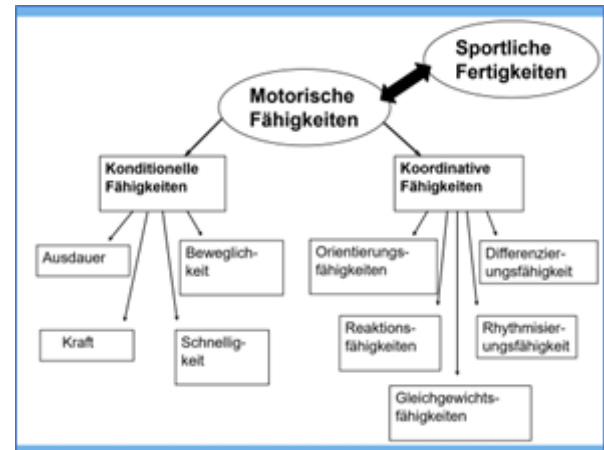 Sportliche
Fertigkeiten
Motorische
Fähigkeiten
Konditionelle
Fähigkeiten
Koordinative
Fähigkeiten
Ausdauer
Beweglich-
keit
Orientierungs-
fähigkeiten
Differenzier-
ungsfähigkeit
Kraft
Schnellig-
keit
Reaktions-
fähigkeiten
Rhythmisier-
ungsfähigkeit
Gleichgewichts-
fähigkeiten